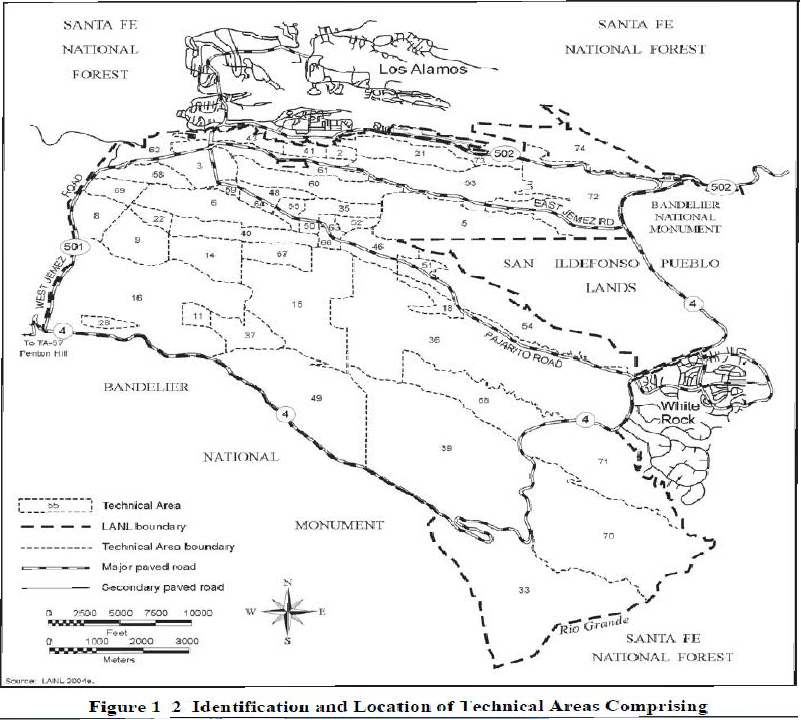 SANTA FE
NATIONAL
FOREST
SANTA FE
NATIONAL FOREST
Los Alamos
74
62
43
41
2
21
73
502
502
58
3
61
60
53
72
ROAD
69
59
48
EAST JEMEZ RD
BANDELIER
NATIONAL
MONUMENT
8
6
64
55
35
22
50
63
52
5
501
9
40
66
46
14
67
51
SAN ILDEFONSO PUEBLO
LANDS
WEST JEMEZ
16
15
18
4
28
11
54
4
37
36
PAJARITO ROAD
To TA-57
Fenton Hill
BANDELIER
49
68
White
Rock
4
4
NATIONAL
39
71
55 Technical Area
LANL boundary
MONUMENT
Technical Area boundary
70
Major paved road
Secondary paved road
33
N
W E
S
0 2500 5000 7500 10000
Feet
0 1000 2000 3000
Meters
Rio Grande
SANTA FE
NATIONAL FOREST
Source: LANL 2004e.
Figure 1 2 Identification and Location of Technical Areas Comprising